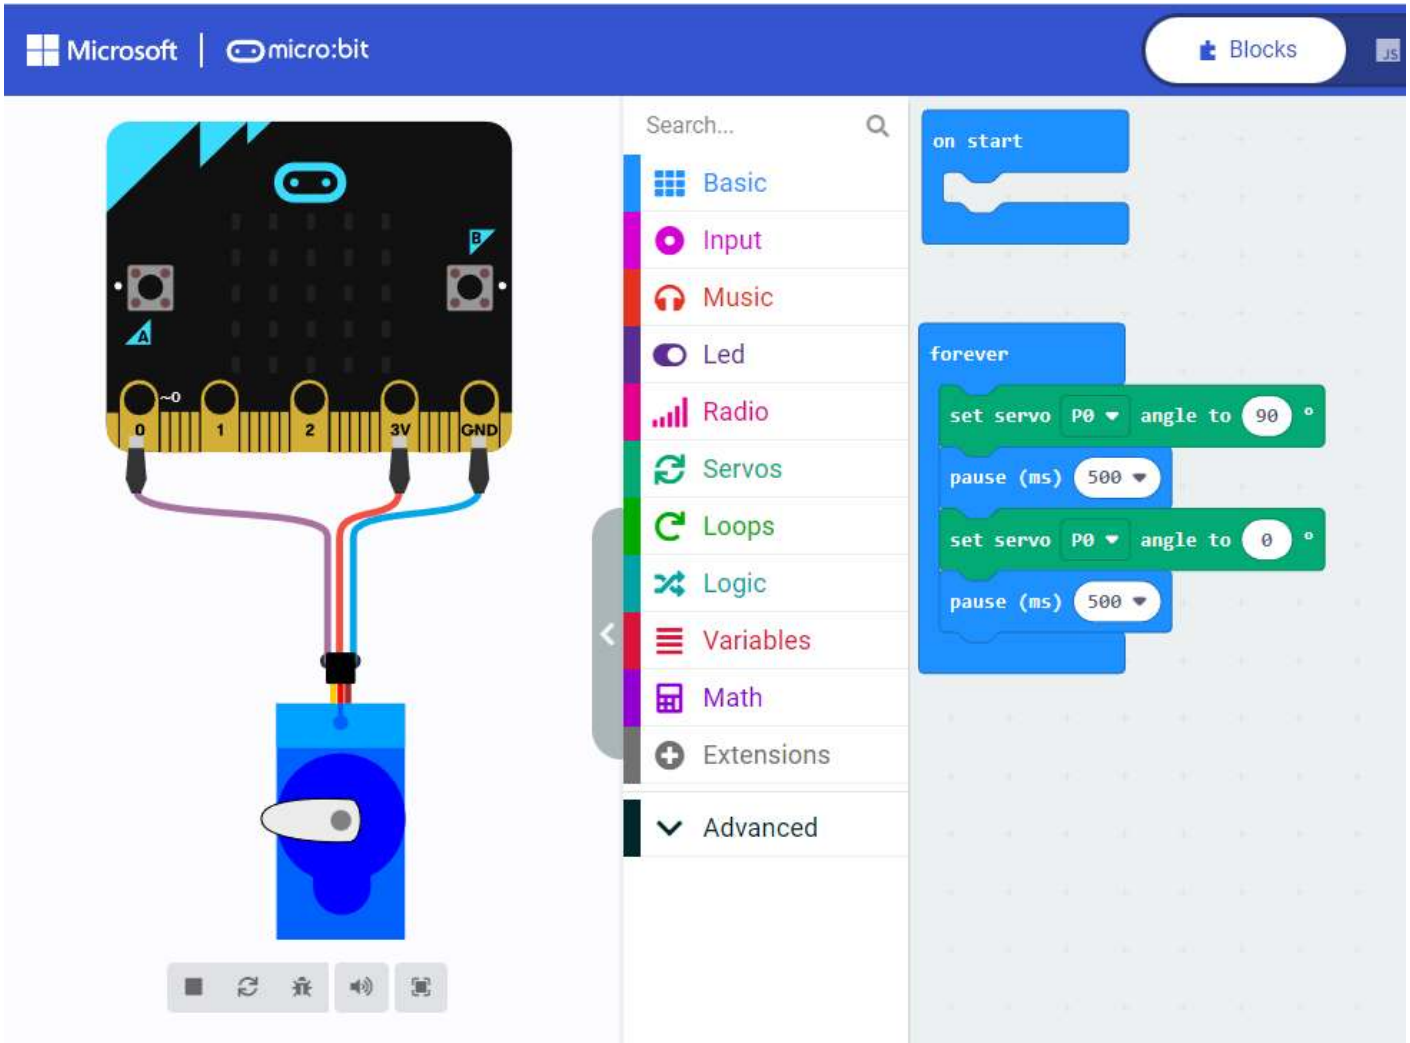 Microsoft | micro:bit
Blocks
JS
B
A
~0
0 1 2 3V GND
Search...
Basic
Input
Music
Led
Radio
Servos
Loops
Logic
Variables
Math
Extensions
Advanced
on start
forever
set servo P0 angle to 90 °
pause (ms) 500
set servo P0 angle to 0 °
pause (ms) 500